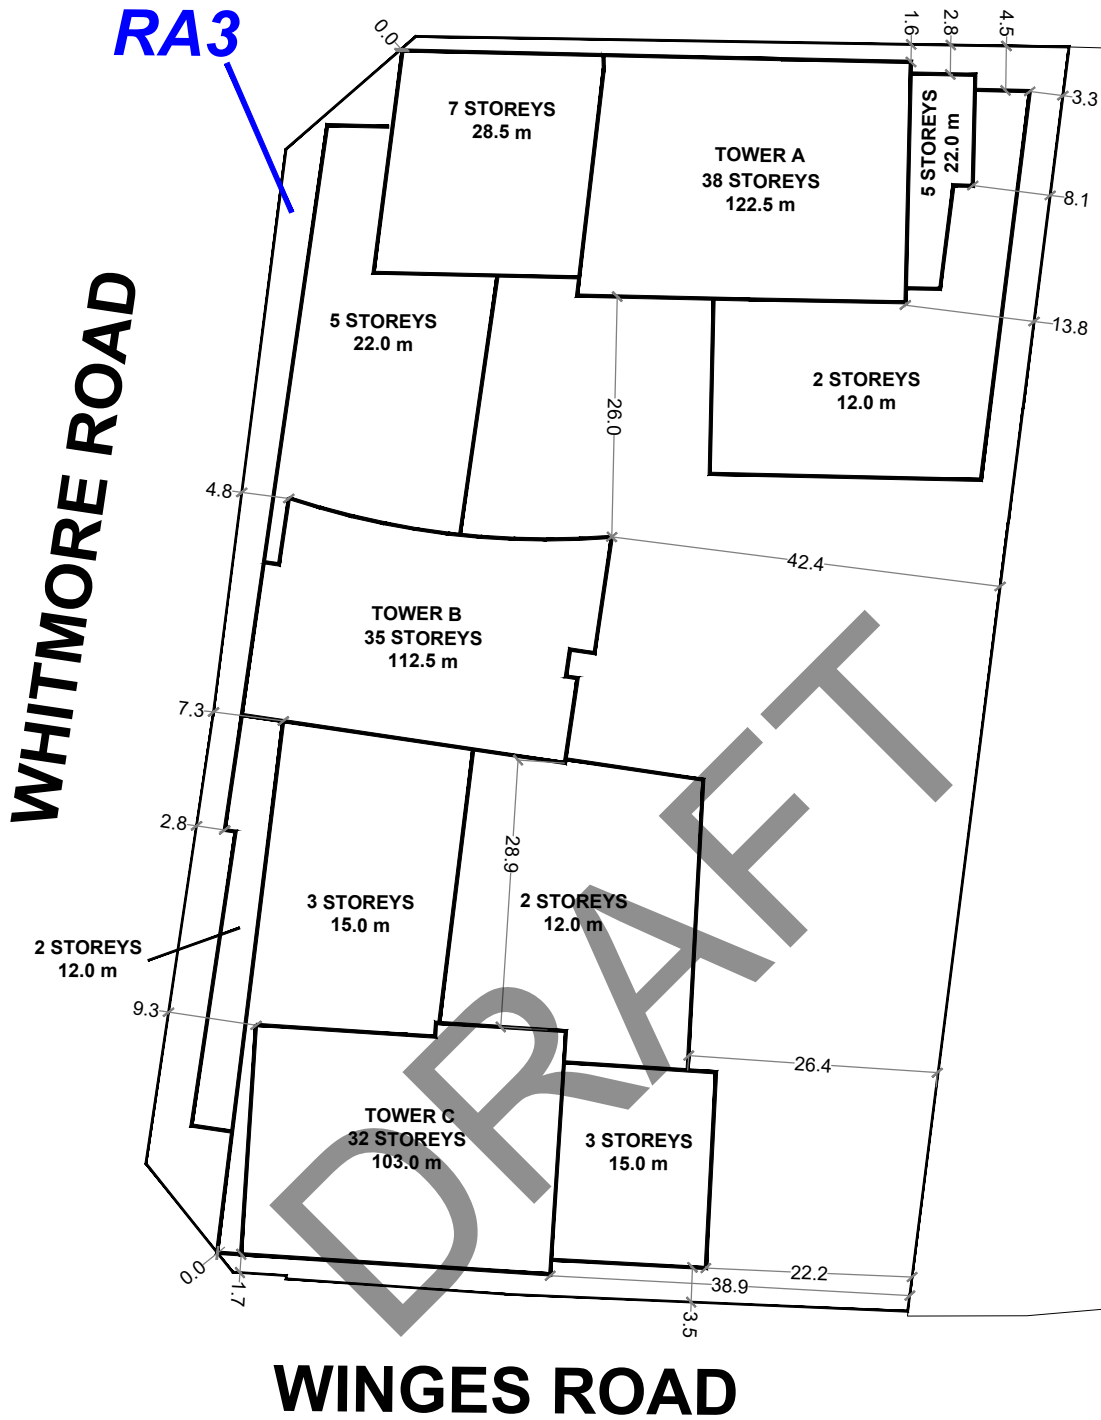 RA3
0.0
1.6
2.8
4.5
3.3
7 STOREYS
28.5 m
TOWER A
38 STOREYS
122.5 m
5 STOREYS
22.0 m
8.1
13.8
5 STOREYS
22.0 m
2 STOREYS
12.0 m
26.0
WHITMORE ROAD
4.8
42.4
TOWER B
35 STOREYS
112.5 m
7.3
2.8
28.9
3 STOREYS
15.0 m
2 STOREYS
12.0 m
2 STOREYS
12.0 m
9.3
26.4
TOWER C
32 STOREYS
103.0 m
3 STOREYS
15.0 m
DRAFT
0.0
1.7
22.2
38.9
3.5
WINGES ROAD